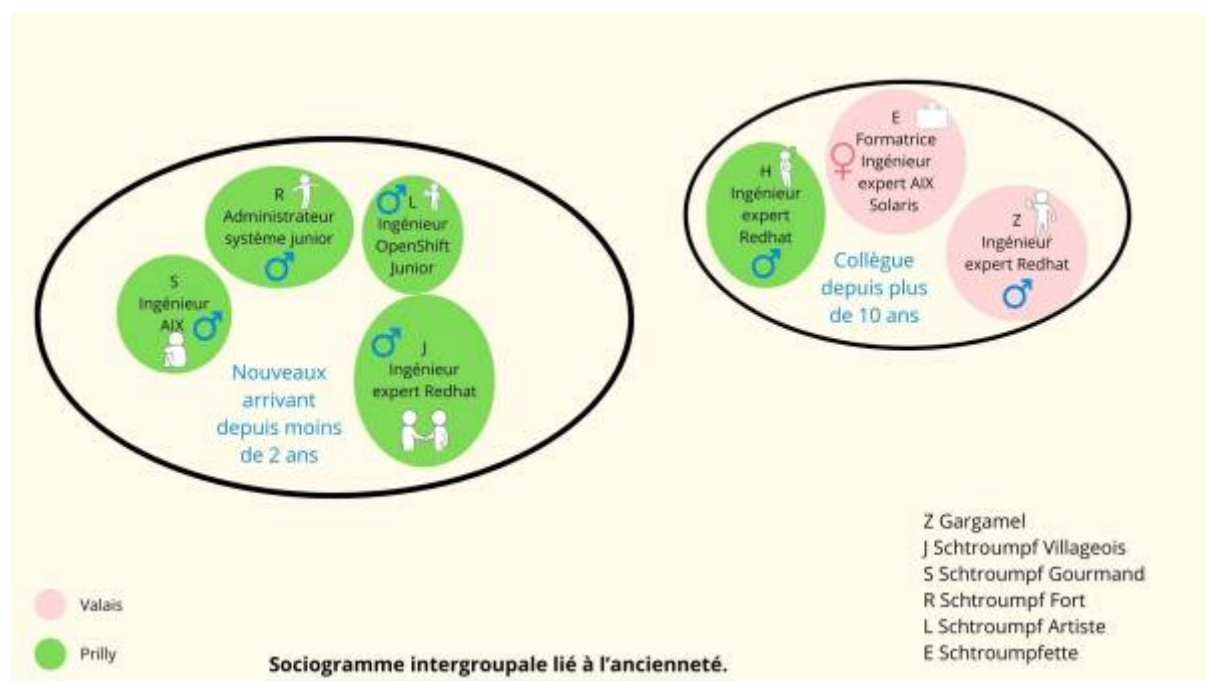 R
Administrateur
système junior
L
Ingénieur
OpenShift
Junior
S
Ingénieur
AIX
J
Ingénieur
expert Redhat
Nouveaux
arrivant
depuis moins
de 2 ans
E
Formatrice
Ingénieur
expert AIX
Solaris
H
Ingénieur
expert
Redhat
Z
Ingénieur
expert Redhat
Collègue
depuis plus
de 10 ans
Z Gargamel
J Schtroumpf Villageois
S Schtroumpf Gourmand
R Schtroumpf Fort
L Schtroumpf Artiste
E Schtroumpfette
Valais
Prilly
Sociogramme intergroupale lié à l'ancienneté.